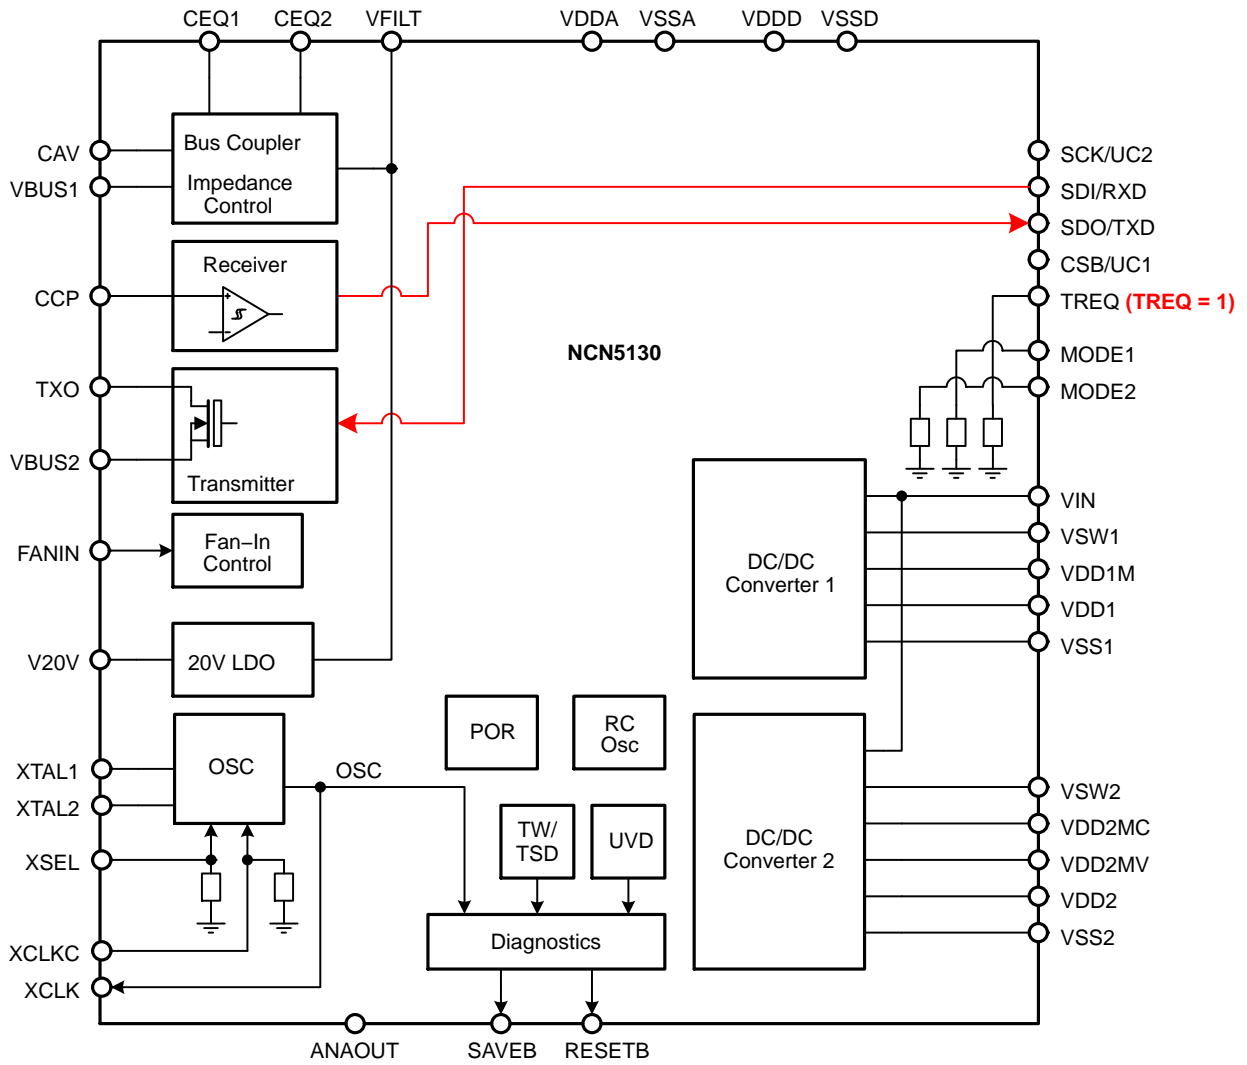 CEQ1 CEQ2 VFILT VDDA VSSA VDDD VSSD
CAV
VBUS1
Bus Coupler
Impedance
Control
SCK/UC2
SDI/RXD
SDO/TXD
CSB/UC1
TREQ (TREQ = 1)
MODE1
MODE2
CCP
Receiver
NCN5130
TXO
VBUS2
Transmitter
FANIN
Fan–In
Control
V20V
20V LDO
DC/DC
Converter 1
VIN
VSW1
VDD1M
VDD1
VSS1
POR
RC
Osc
XTAL1
XTAL2
OSC
OSC
XSEL
TW/
TSD
UVD
DC/DC
Converter 2
VSW2
VDD2MC
VDD2MV
VDD2
VSS2
XCLKC
XCLK
Diagnostics
ANAOUT SAVEB RESETB